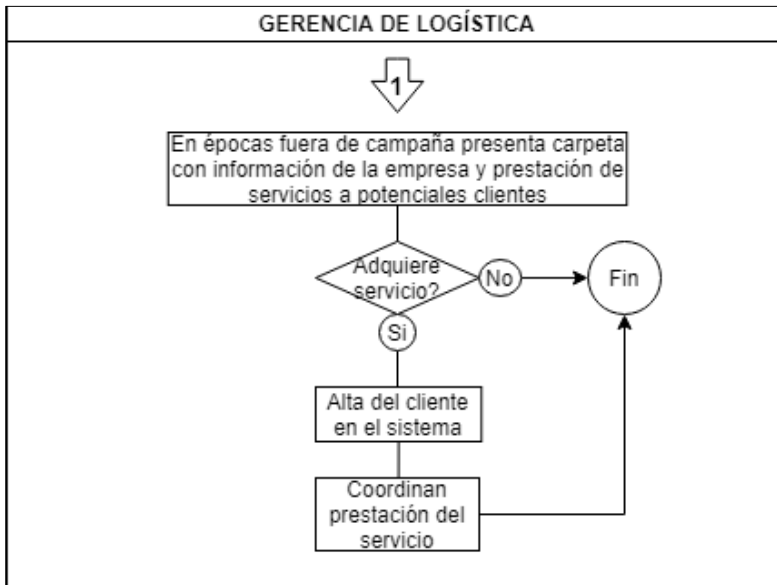 GERENCIA DE LOGÍSTICA
1
En épocas fuera de campaña presenta carpeta
con información de la empresa y prestación de
servicios a potenciales clientes
Adquiere
servicio?
No
Fin
Si
Alta del cliente
en el sistema
Coordinan
prestación del
servicio